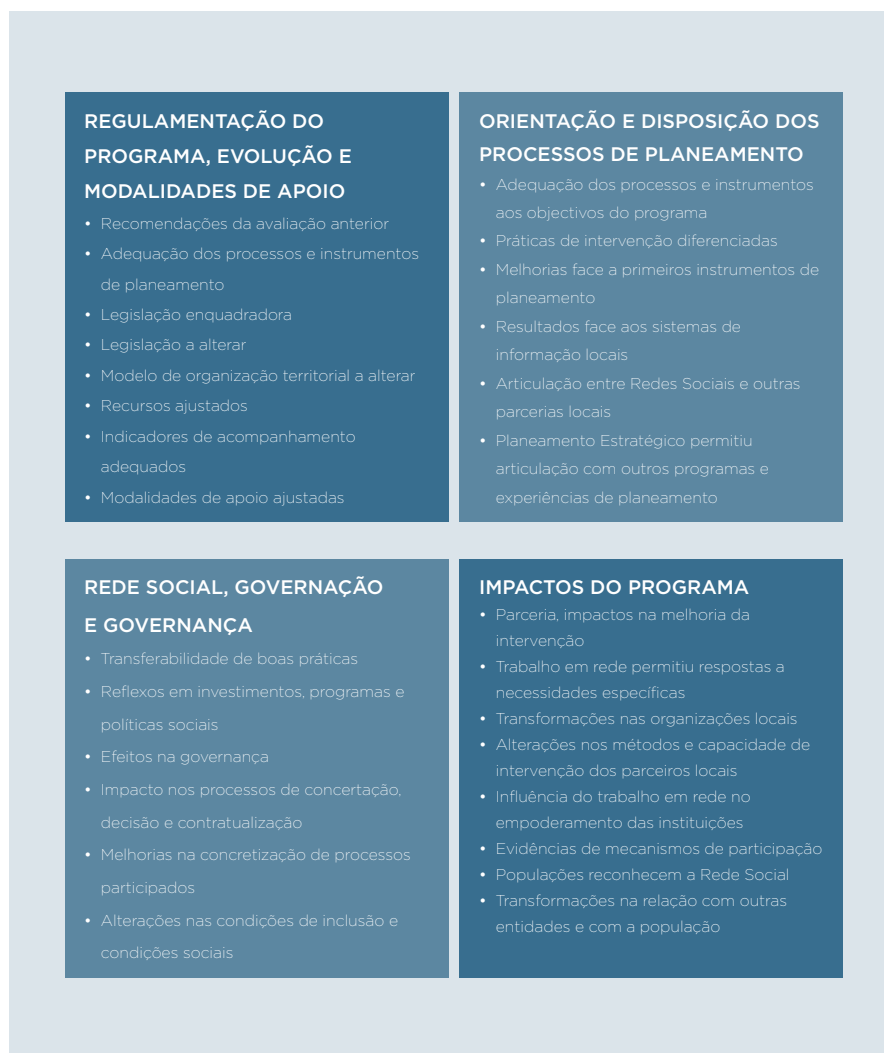 REGULAMENTAÇÃO DO
PROGRAMA, EVOLUÇÃO E
MODALIDADES DE APOIO
• Recomendações da avaliação anterior
• Adequação dos processos e instrumentos
de planeamento
• Legislação enquadradora
• Legislação a alterar
• Modelo de organização territorial a alterar
• Recursos ajustados
• Indicadores de acompanhamento
adequados
• Modalidades de apoio ajustadas
ORIENTAÇÃO E DISPOSIÇÃO DOS
PROCESSOS DE PLANEAMENTO
• Adequação dos processos e instrumentos
aos objectivos do programa
• Práticas de intervenção diferenciadas
• Melhorias face a primeiros instrumentos de
planeamento
• Resultados face aos sistemas de
informação locais
• Articulação entre Redes Sociais e outras
parcerias locais
• Planeamento Estratégico permitiu
articulação com outros programas e
experiências de planeamento
REDE SOCIAL, GOVERNAÇÃO
E GOVERNANÇA
• Transferabilidade de boas práticas
• Reflexos em investimentos, programas e
políticas sociais
• Efeitos na governança
• Impacto nos processos de concertação,
decisão e contratualização
• Melhorias na concretização de processos
participados
• Alterações nas condições de inclusão e
condições sociais
IMPACTOS DO PROGRAMA
• Parceria, impactos na melhoria da
intervenção
• Trabalho em rede permitiu respostas a
necessidades específicas
• Transformações nas organizações locais
• Alterações nos métodos e capacidade de
intervenção dos parceiros locais
• Influência do trabalho em rede no
empoderamento das instituições
• Evidências de mecanismos de participação
• Populações reconhecem a Rede Social
• Transformações na relação com outras
entidades e com a população